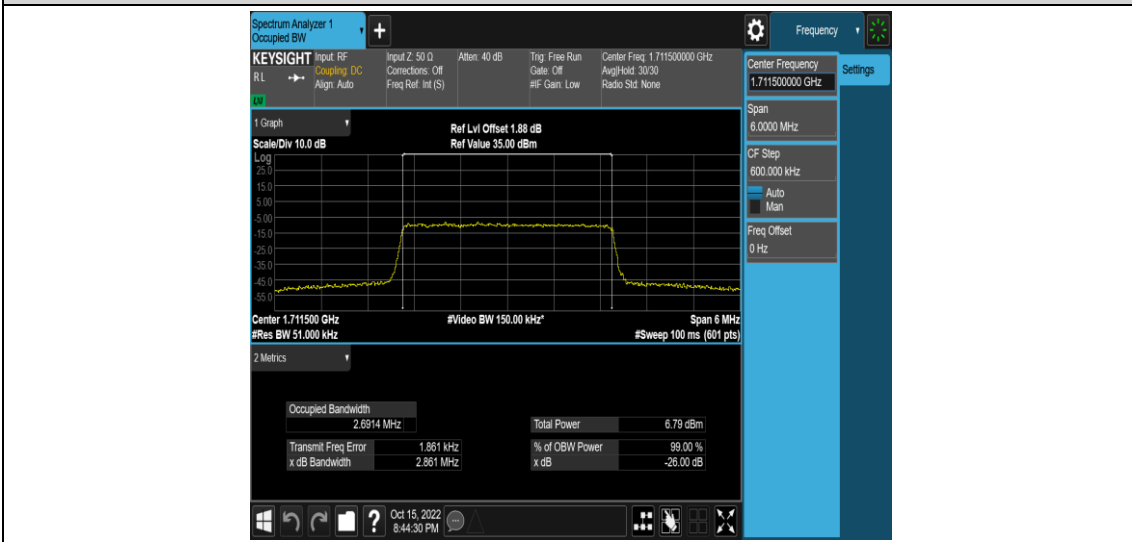 Spectrum Analyzer 1
Occupied BW
+
Frequency
KEYSIGHT Input: RF Input Z: 50 Ω Atten: 40 dB Trig: Free Run Center Freq: 1.711500000 GHz
RL Coupling: DC Corrections: Off Gate: Off Avg|Hold: 30/30
Align: Auto Freq Ref: Int (S) #IF Gain: Low Radio Std: None
LXI
Center Frequency
1.711500000 GHz
Settings
Span
6.0000 MHz
CF Step
600.000 kHz
Auto
Man
Freq Offset
0 Hz
1 Graph
Ref Lvl Offset 1.88 dB
Scale/Div 10.0 dB Ref Value 35.00 dBm
Log
25.0
15.0
5.00
-5.00
-15.0
-25.0
-35.0
-45.0
-55.0
Center 1.711500 GHz #Video BW 150.00 kHz* Span 6 MHz
#Res BW 51.000 kHz #Sweep 100 ms (601 pts)
2 Metrics
Occupied Bandwidth
2.6914 MHz
Total Power 6.79 dBm
Transmit Freq Error 1.861 kHz % of OBW Power 99.00 %
x dB Bandwidth 2.861 MHz x dB -26.00 dB
? Oct 15, 2022
8:44:30 PM